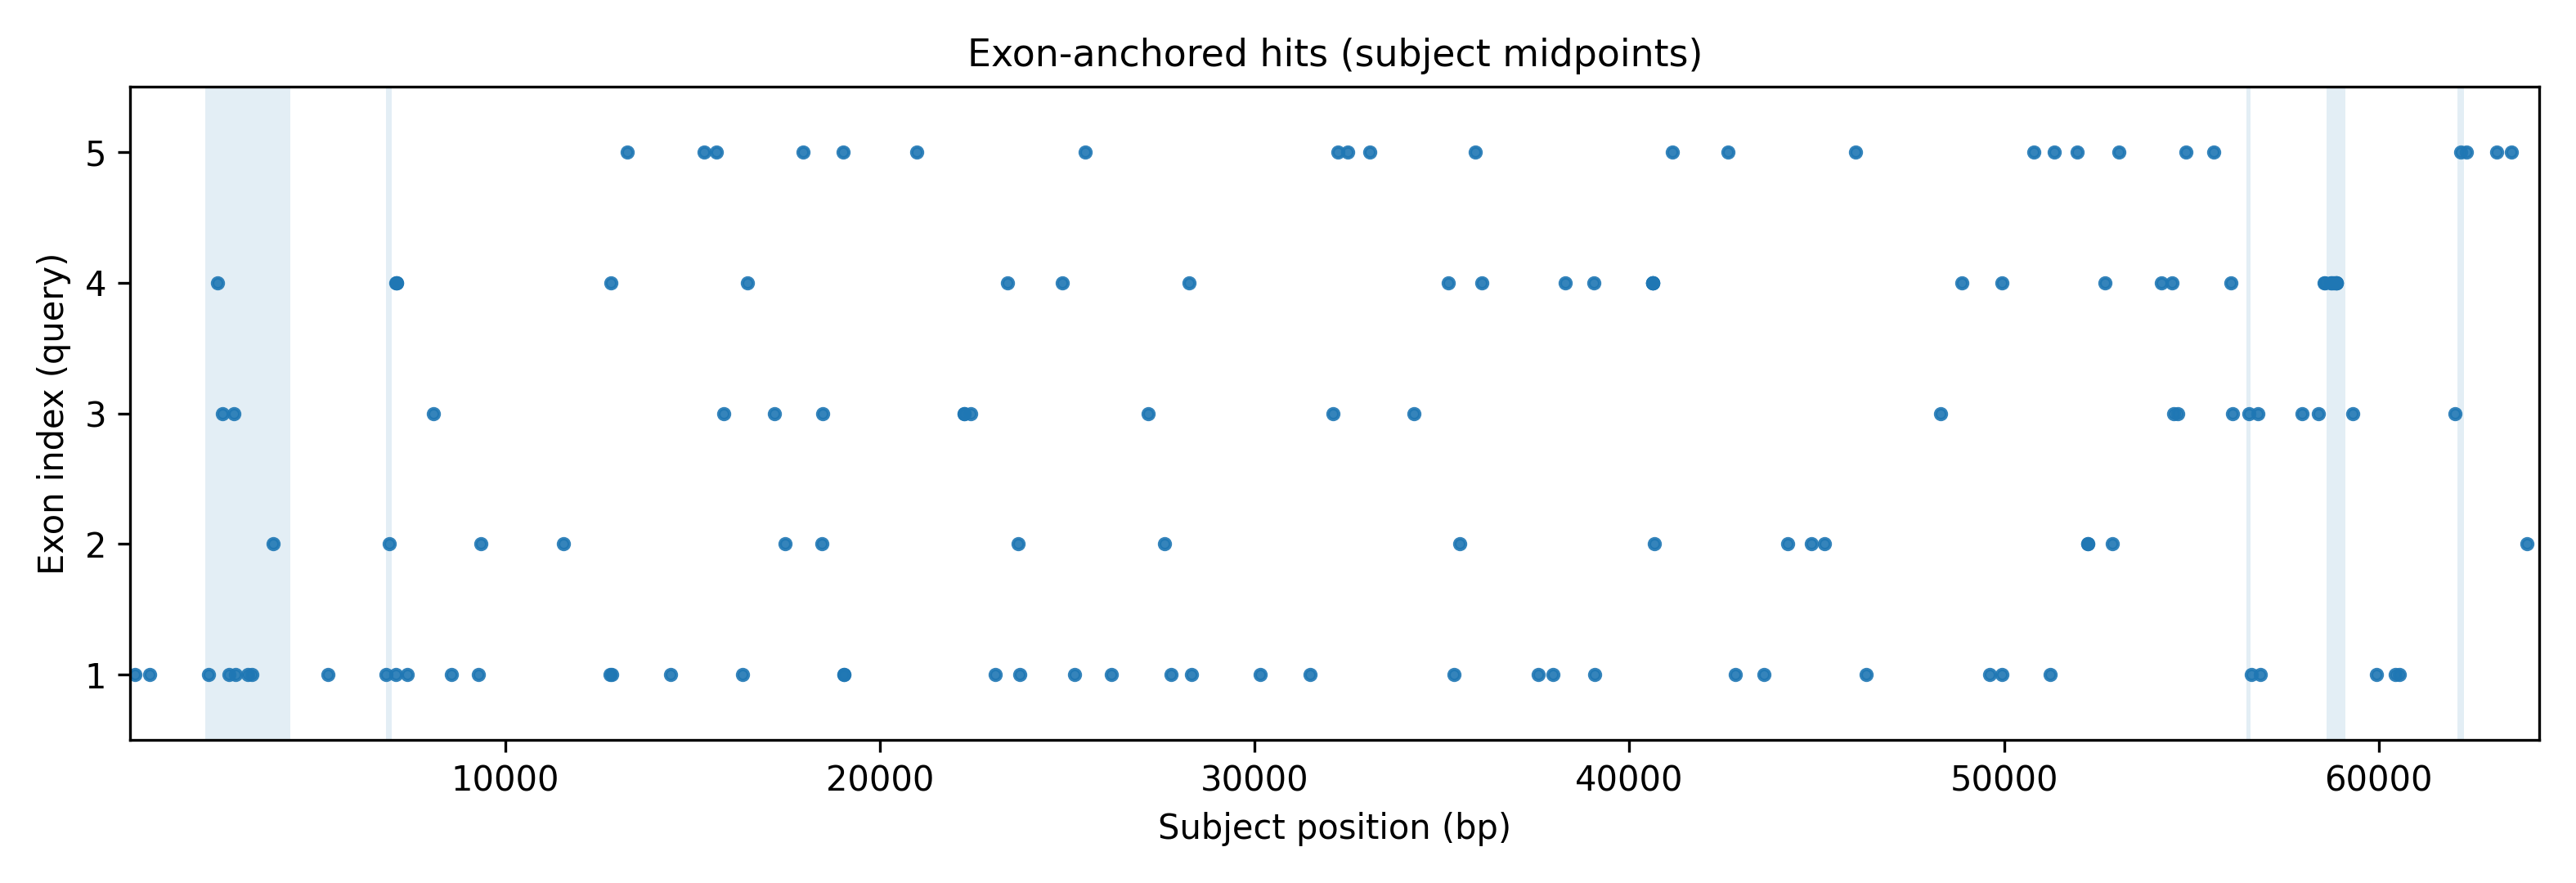 Exon-anchored hits (subject midpoints)
Exon index (query)
5
4
3
2
1
10000 20000 30000 40000 50000 60000
Subject position (bp)